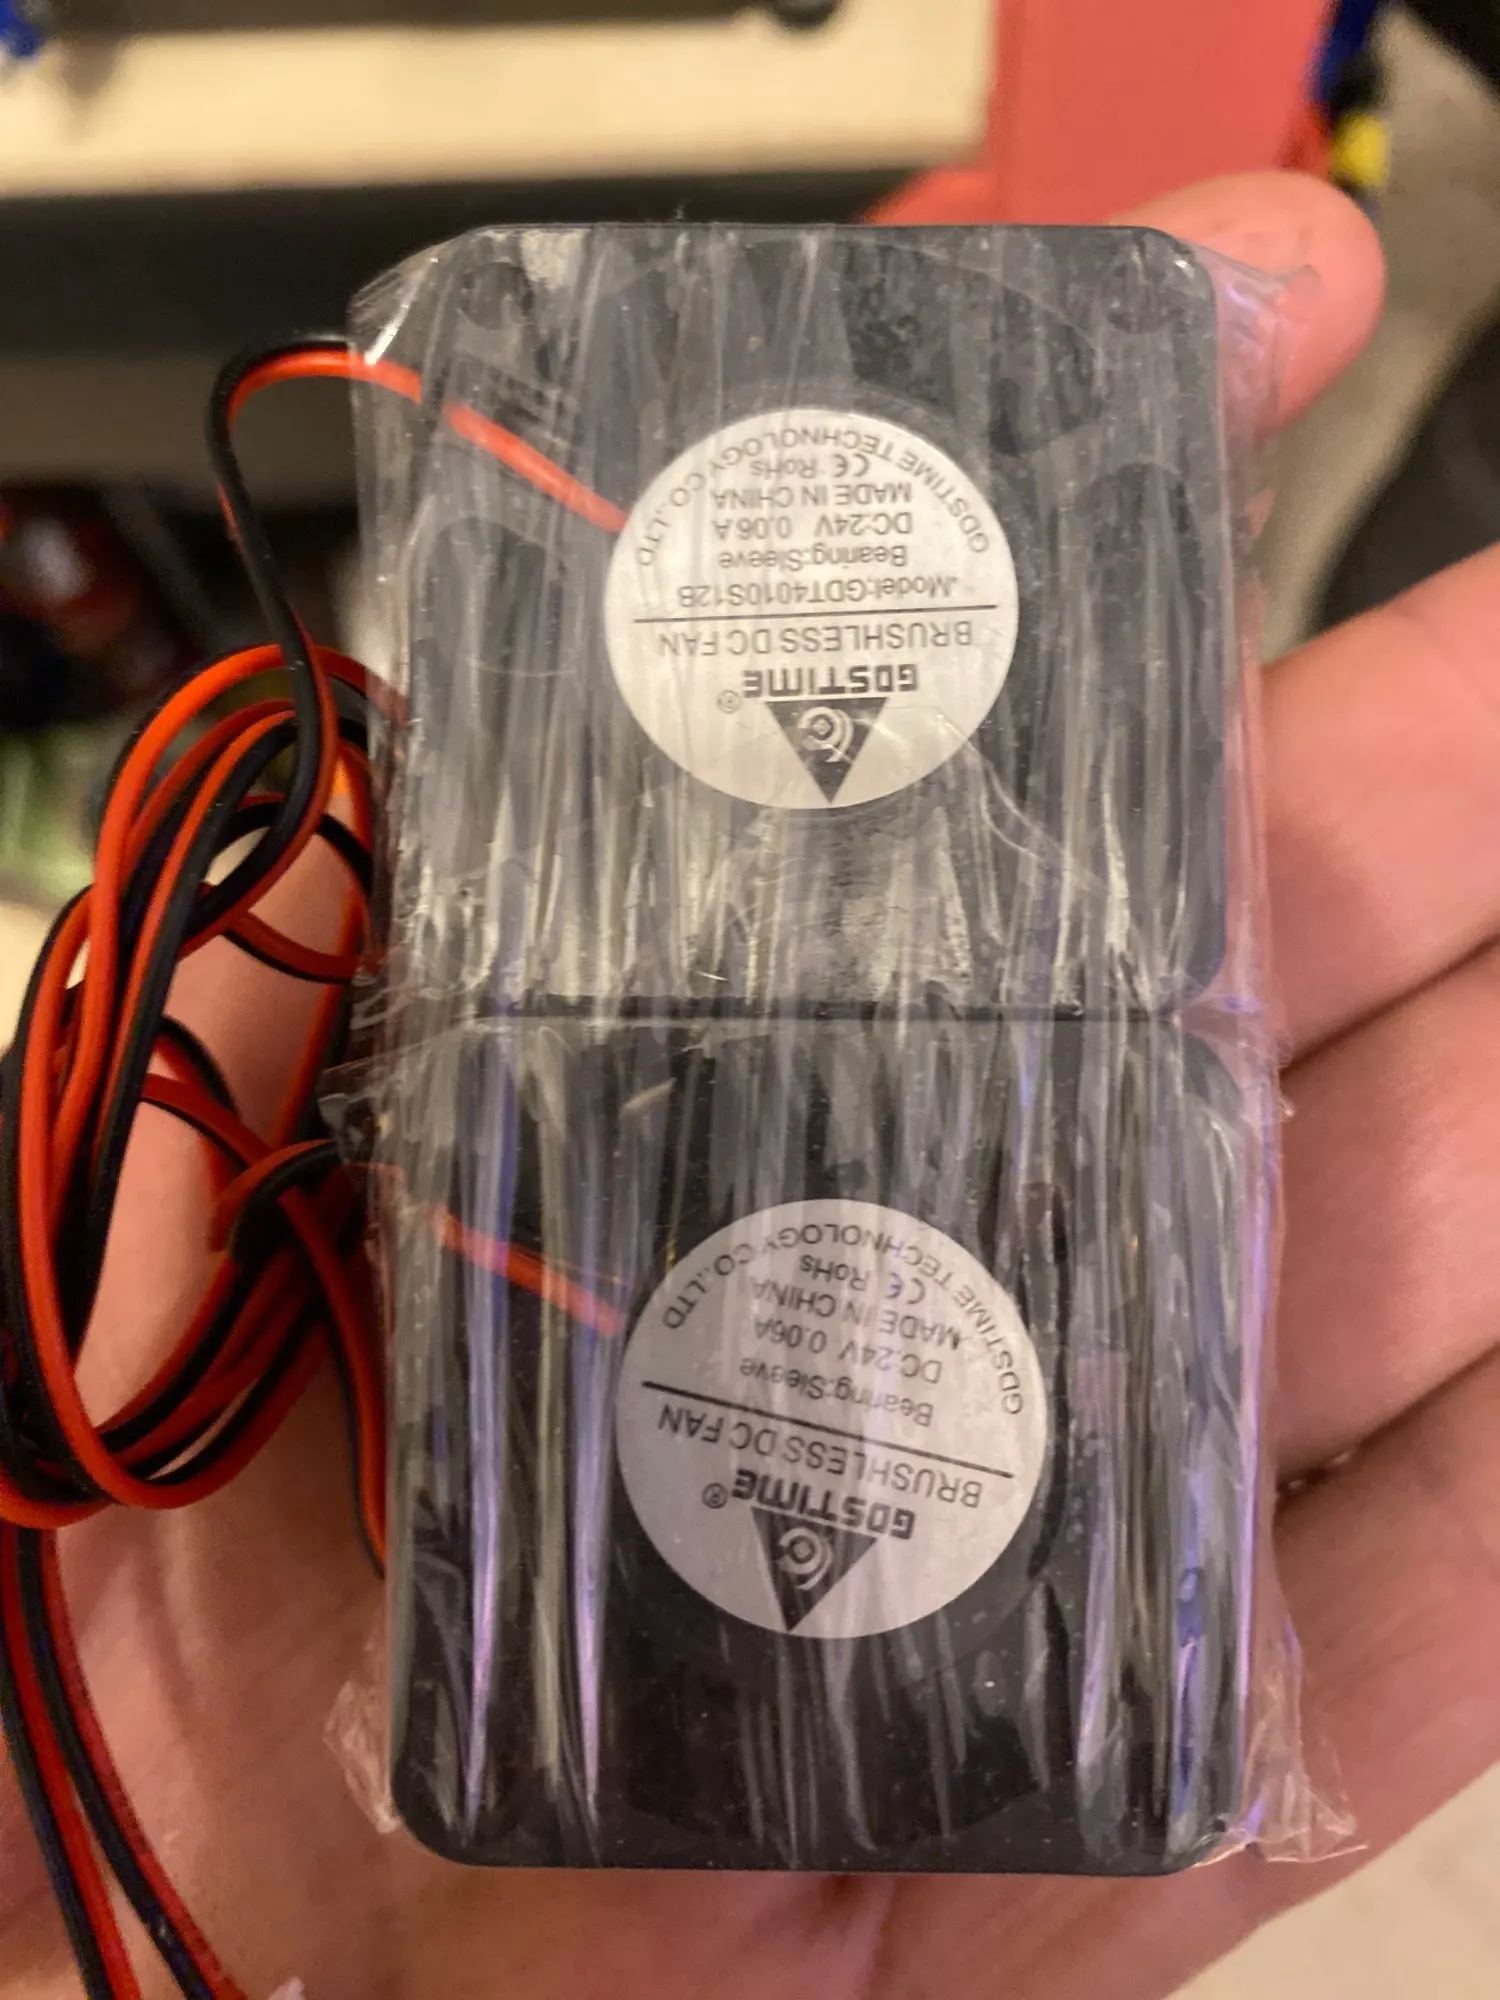 GDSTIME®
BRUSHLESS DC FAN
Bearing:Sleeve
DC:24V 0.06A
MADE IN CHINA
CE RoHs
GDSTIME TECHNOLOGY CO.,LTD
GDSTIME®
BRUSHLESS DC FAN
Model:GDT4010S12B
Bearing:Sleeve
DC:24V 0.06A
MADE IN CHINA
CE RoHs
GDSTIME TECHNOLOGY CO.,LTD